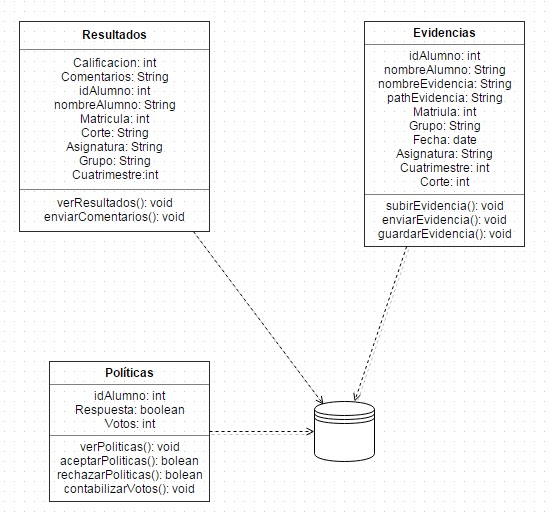 Resultados
Calificacion: int
Comentarios: String
idAlumno: int
nombreAlumno: String
Matricula: int
Corte: String
Asignatura: String
Grupo: String
Cuatrimestre:int
verResultados(): void
enviarComentarios(): void
Evidencias
idAlumno: int
nombreAlumno: String
nombreEvidencia: String
pathEvidencia: String
Matriula: int
Grupo: String
Fecha: date
Asignatura: String
Cuatrimestre: int
Corte: int
subirEvidencia(): void
enviarEvidencia(): void
guardarEvidencia(): void
Políticas
idAlumno: int
Respuesta: boolean
Votos: int
verPoliticas(): void
aceptarPoliticas(): bolean
rechazarPoliticas(): bolean
contabilizarVotos(): void